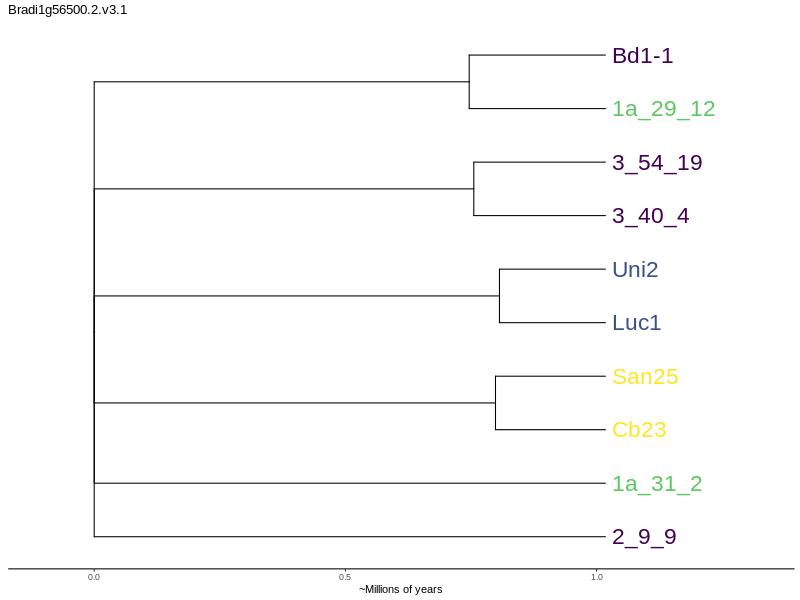 Bradi1g56500.2.v3.1
Bd1-1
1a_29_12
3_54_19
3_40_4
Uni2
Luc1
San25
Cb23
1a_31_2
2_9_9
0.0 0.5 1.0
~Millions of years